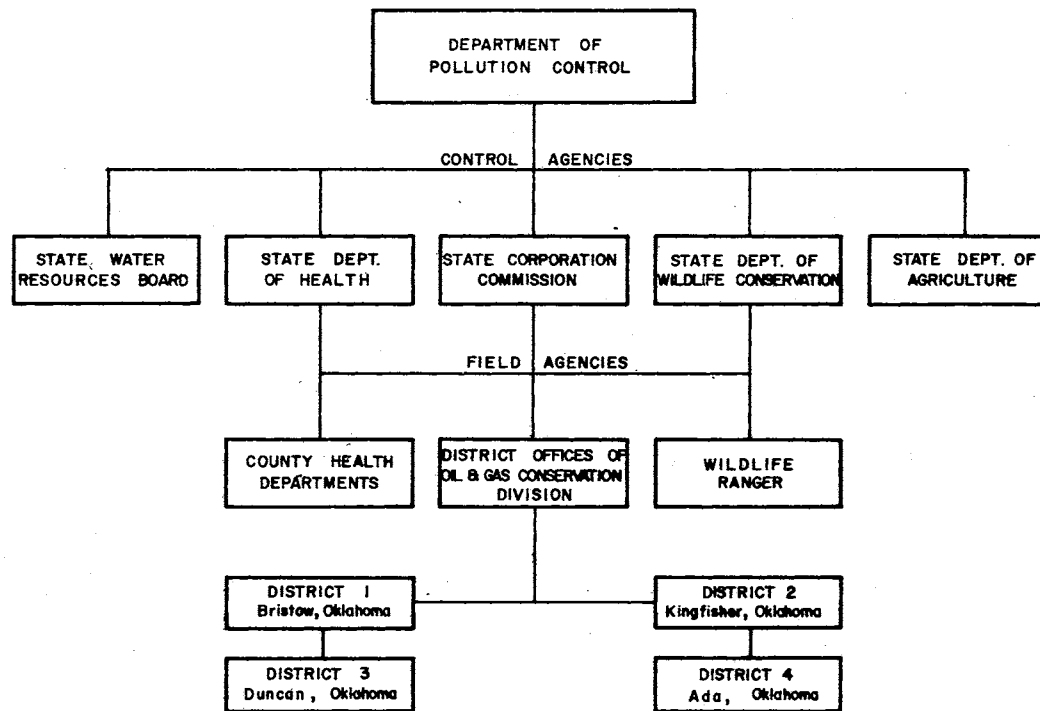 DEPARTMENT OF
POLLUTION CONTROL
CONTROL AGENCIES
STATE WATER
RESOURCES BOARD
STATE DEPT.
OF HEALTH
STATE CORPORATION
COMMISSION
STATE DEPT. OF
WILDLIFE CONSERVATION
STATE DEPT. OF
AGRICULTURE
FIELD AGENCIES
COUNTY HEALTH
DEPARTMENTS
DISTRICT OFFICES OF
OIL & GAS CONSERVATION
DIVISION
WILDLIFE
RANGER
DISTRICT 1
Bristow, Oklahoma
DISTRICT 2
Kingfisher, Oklahoma
DISTRICT 3
Duncan, Oklahoma
DISTRICT 4
Ada, Oklahoma